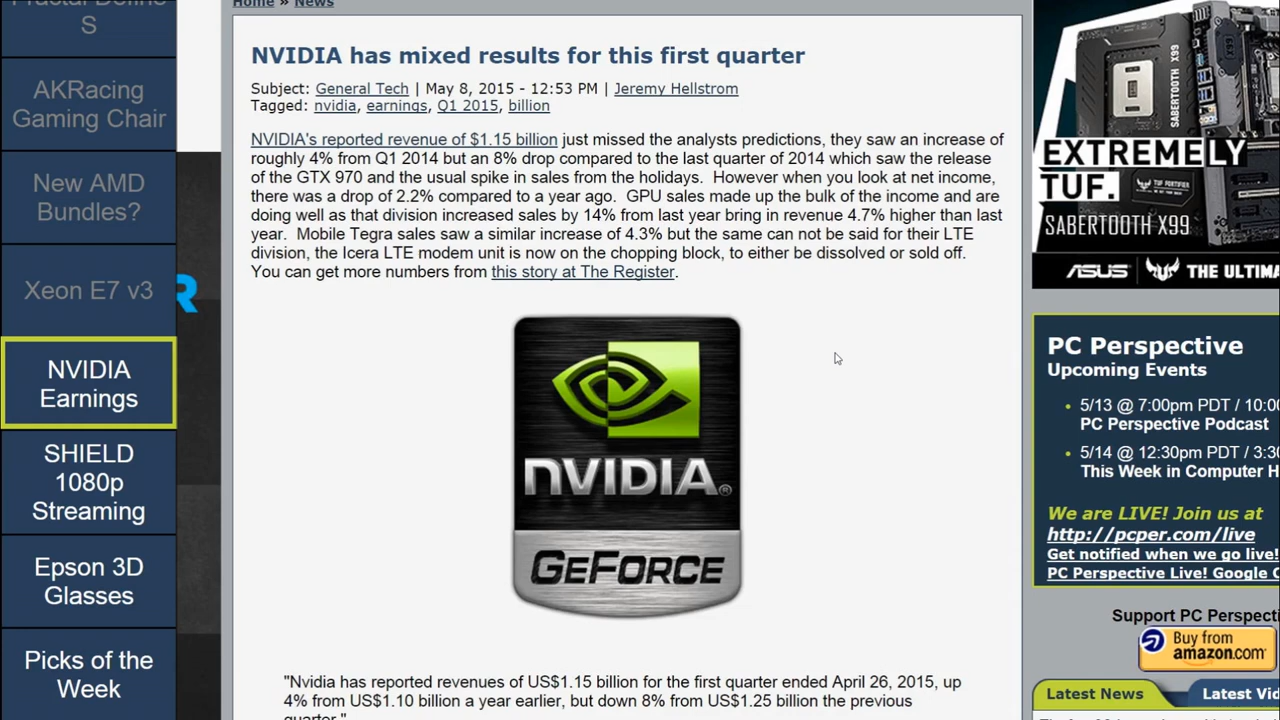 Fractal Define
S
AKRacing
Gaming Chair
New AMD
Bundles?
Xeon E7 v3
R
NVIDIA
Earnings
SHIELD
1080p
Streaming
Epson 3D
Glasses
Picks of the
Week
Home » News
NVIDIA has mixed results for this first quarter
Subject: General Tech | May 8, 2015 - 12:53 PM | Jeremy Hellstrom
Tagged: nvidia, earnings, Q1 2015, billion
NVIDIA's reported revenue of $1.15 billion just missed the analysts predictions, they saw an increase of
roughly 4% from Q1 2014 but an 8% drop compared to the last quarter of 2014 which saw the release
of the GTX 970 and the usual spike in sales from the holidays.  However when you look at net income,
there was a drop of 2.2% compared to a year ago.  GPU sales made up the bulk of the income and are
doing well as that division increased sales by 14% from last year bring in revenue 4.7% higher than last
year.  Mobile Tegra sales saw a similar increase of 4.3% but the same can not be said for their LTE
division, the Icera LTE modem unit is now on the chopping block, to either be dissolved or sold off.
You can get more numbers from this story at The Register.
NVIDIA®
GEFORCE
"Nvidia has reported revenues of US$1.15 billion for the first quarter ended April 26, 2015, up
4% from US$1.10 billion a year earlier, but down 8% from US$1.25 billion the previous
quarter."
X99
SABERTOOTH X99
EXTREMELY
TUF.
SABERTOOTH X99
ASUS | THE ULTIMA
PC Perspective
Upcoming Events
• 5/13 @ 7:00pm PDT / 10:00
PC Perspective Podcast
• 5/14 @ 12:30pm PDT / 3:30
This Week in Computer H
We are LIVE! Join us at
http://pcper.com/live
Get notified when we go live!
PC Perspective Live! Google C
Support PC Perspecti
Buy from
amazon.com
Latest News
Latest Vid